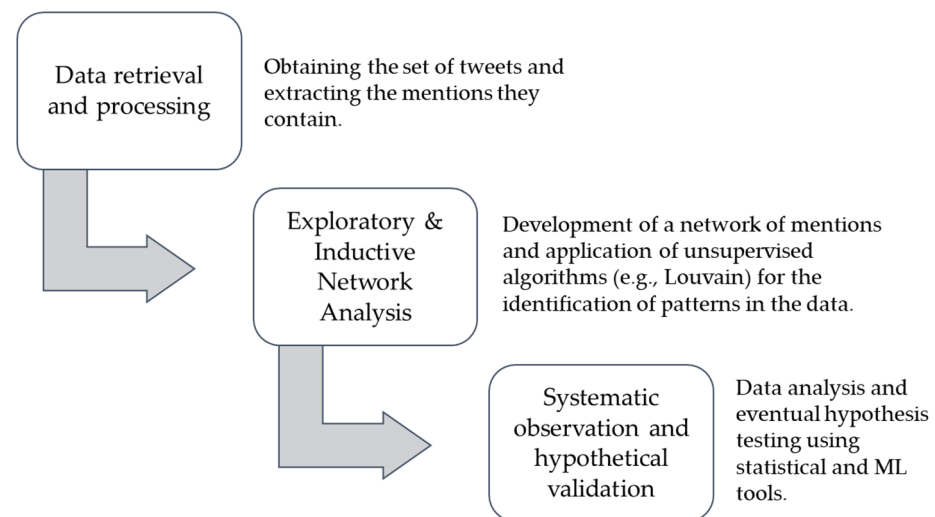 Data retrieval
and processing
Obtaining the set of tweets and
extracting the mentions they
contain.
Exploratory &
Inductive
Network
Analysis
Development of a network of mentions
and application of unsupervised
algorithms (e.g., Louvain) for the
identification of patterns in the data.
Systematic
observation and
hypothetical
validation
Data analysis and
eventual hypothesis
testing using
statistical and ML
tools.